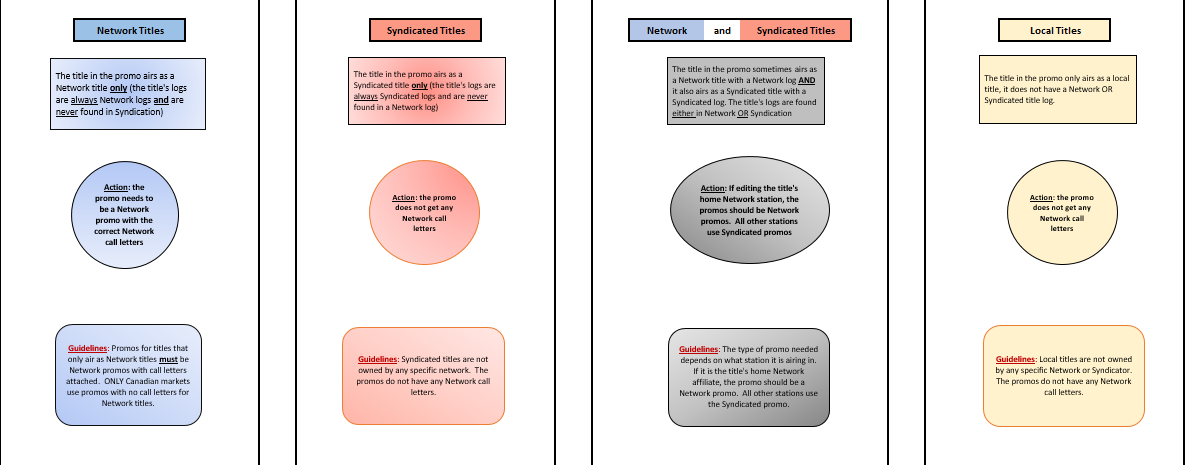 Network Titles
The title in the promo airs as a
Network title only (the title's logs
are always Network logs and are
never found in Syndication)
Action: the
promo needs to
be a Network
promo with the
correct Network
call letters
Guidelines: Promos for titles that
only air as Network titles must be
Network promos with call letters
attached. ONLY Canadian markets
use promos with no call letters for
Network titles.
Syndicated Titles
The title in the promo airs as a
Syndicated title only (the title's logs are
always Syndicated logs and are never
found in a Network log)
Action: the promo
does not get any
Network call
letters
Guidelines: Syndicated titles are not
owned by any specific network. The
promos do not have any Network call
letters.
Network and Syndicated Titles
The title in the promo sometimes airs as
a Network title with a Network log AND
it also airs as a Syndicated title with a
Syndicated log. The title's logs are found
either in Network OR Syndication
Action: If editing the title's
home Network station, the
promos should be Network
promos. All other stations
use Syndicated promos
Guidelines: The type of promo needed
depends on what station it is airing in.
If it is the title's home Network
affiliate, the promo should be a
Network promo. All other stations use
the Syndicated promo.
Local Titles
The title in the promo only airs as a local
title, it does not have a Network OR
Syndicated title log.
Action: the promo
does not get any
Network call
letters
Guidelines: Local titles are not owned
by any specific Network or Syndicator.
The promos do not have any Network
call letters.